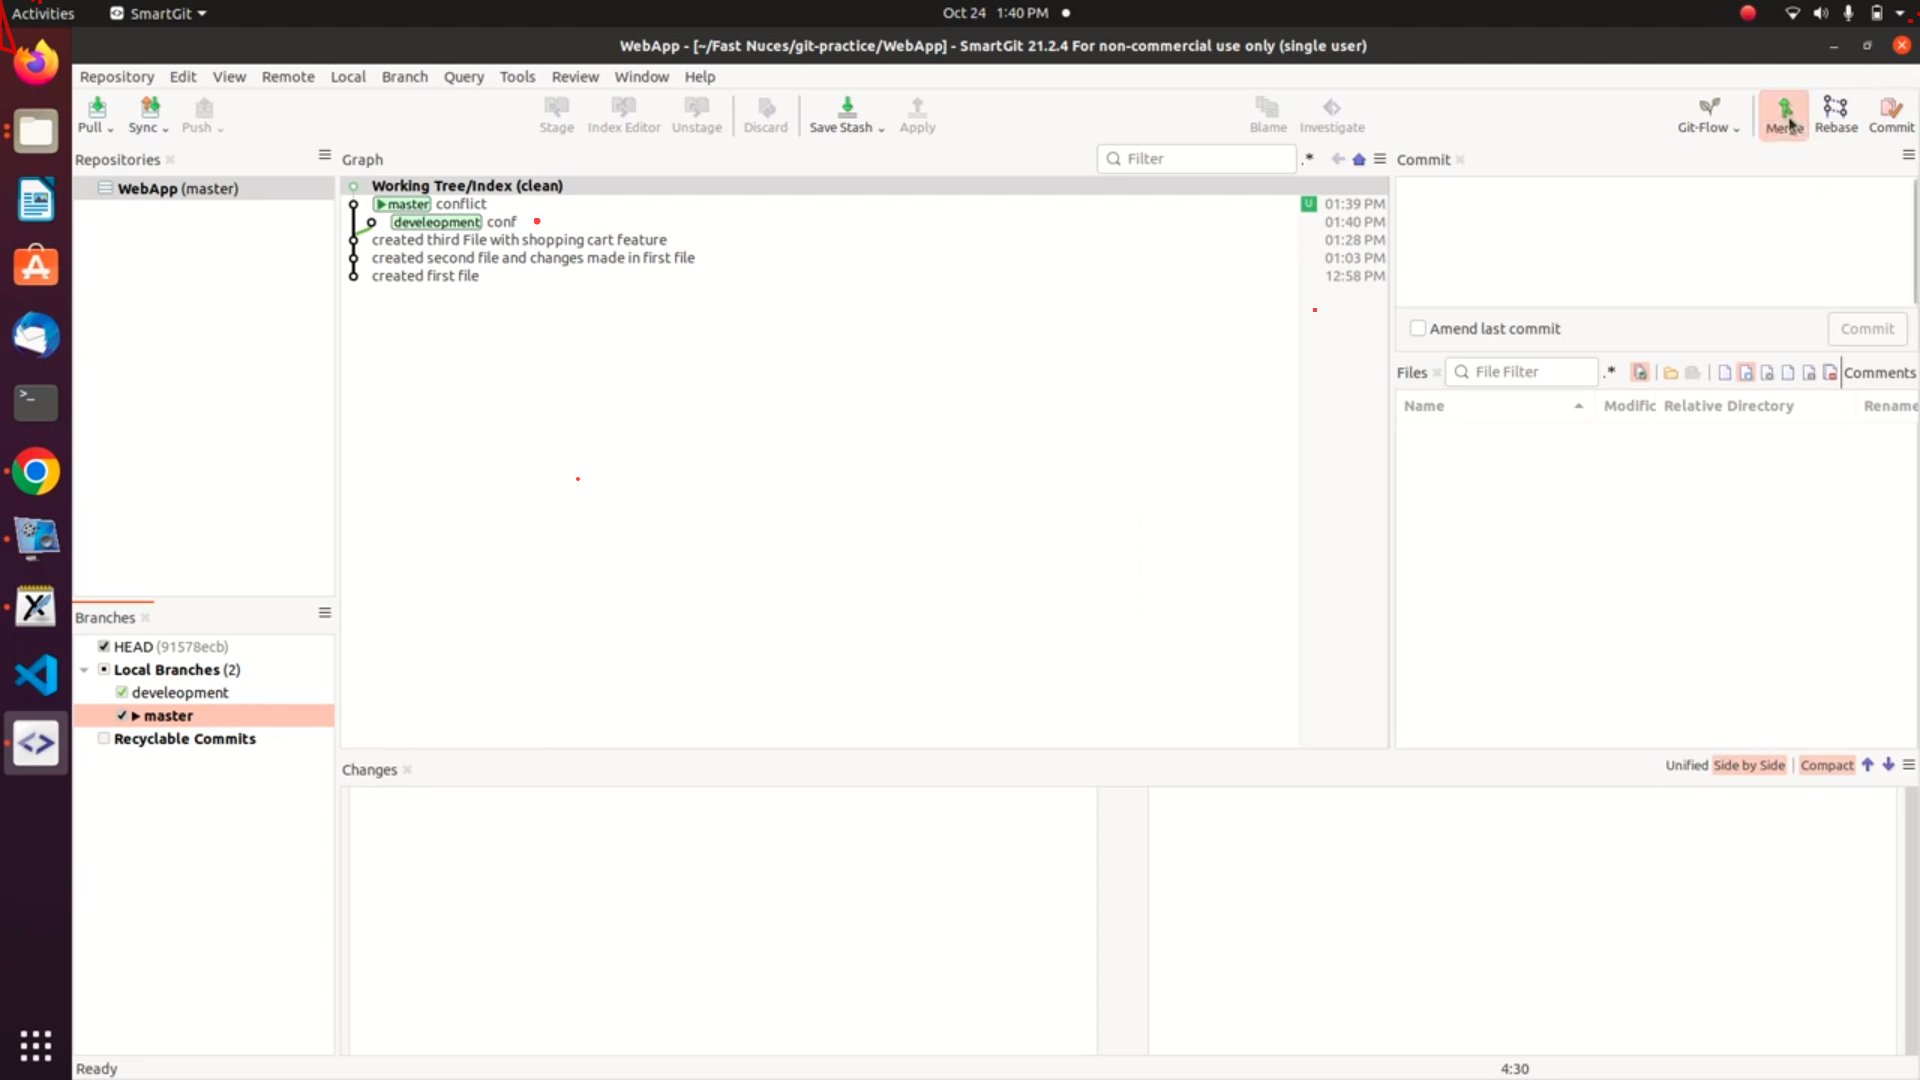 Activities SmartGit Oct 24 1:40 PM
WebApp - [~/Fast Nuces/git-practice/WebApp] - SmartGit 21.2.4 For non-commercial use only (single user)
Repository Edit View Remote Local Branch Query Tools Review Window Help
Pull Sync Push Stage Index Editor Unstage Discard Save Stash Apply Blame Investigate Git-Flow Merge Rebase Commit
Repositories Graph Filter .* Commit
WebApp (master)
Working Tree/Index (clean)
master conflict U 01:39 PM
develeopment conf 01:40 PM
created third File with shopping cart feature 01:28 PM
created second file and changes made in first file 01:03 PM
created first file 12:58 PM
Amend last commit Commit
Files File Filter .* Comments
Name Modific Relative Directory Rename
Branches
HEAD (91578ecb)
Local Branches (2)
develeopment
master
Recyclable Commits
Changes Unified Side by Side Compact
Ready 4:30